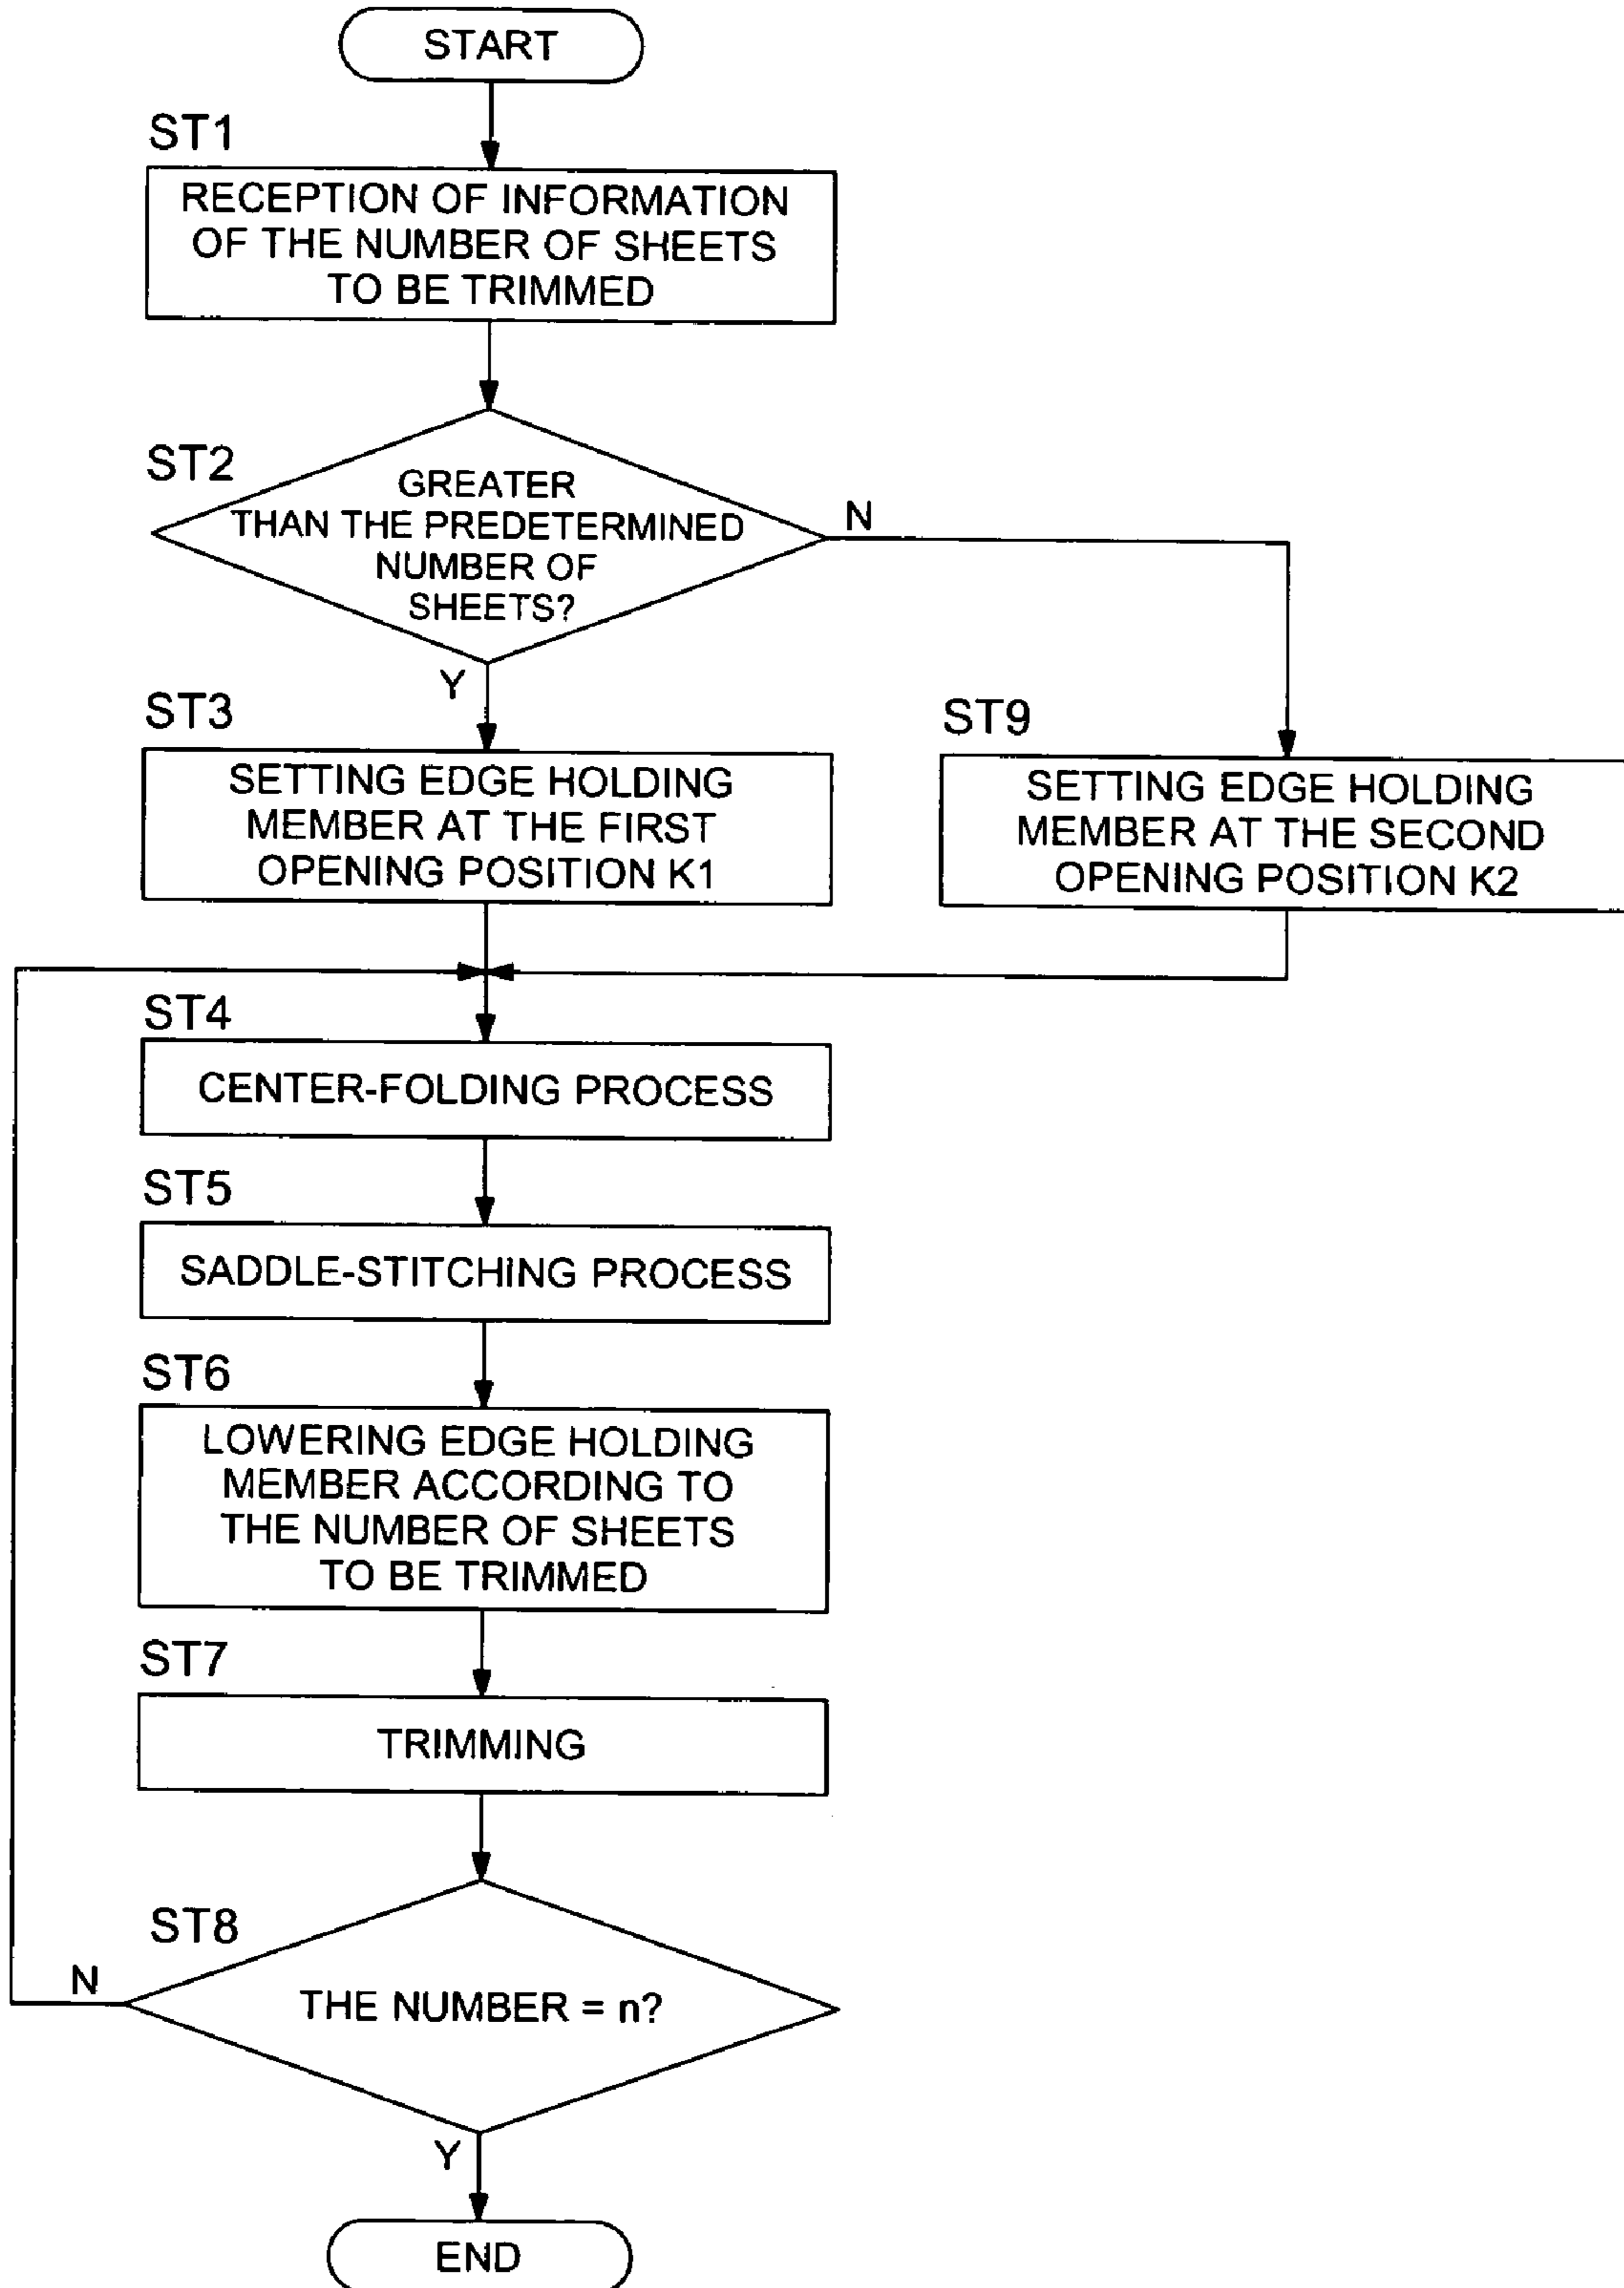 START
ST1
RECEPTION OF INFORMATION
OF THE NUMBER OF SHEETS
TO BE TRIMMED
ST2
GREATER
THAN THE PREDETERMINED
NUMBER OF
SHEETS?
N
Y
ST3
SETTING EDGE HOLDING
MEMBER AT THE FIRST
OPENING POSITION K1
ST9
SETTING EDGE HOLDING
MEMBER AT THE SECOND
OPENING POSITION K2
ST4
CENTER-FOLDING PROCESS
ST5
SADDLE-STITCHING PROCESS
ST6
LOWERING EDGE HOLDING
MEMBER ACCORDING TO
THE NUMBER OF SHEETS
TO BE TRIMMED
ST7
TRIMMING
ST8
N
THE NUMBER = n?
Y
END